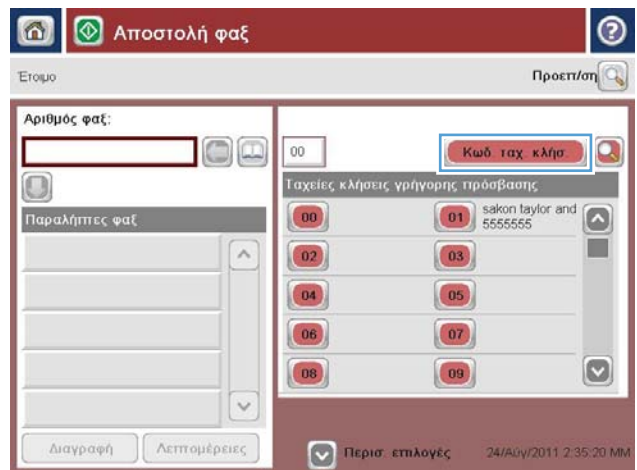 Αποστολή φαξ
?
Έτοιμο
Προεπ/ση
Αριθμός φαξ:
00
Κωδ. ταχ. κλήσ.
Ταχείες κλήσεις γρήγορης πρόσβασης
Παραλήπτες φαξ
00
01 sakon taylor and
5555555
02 03
04 05
06 07
08 09
Διαγραφή Λεπτομέρειες
Περισ. επιλογές
24/Αύγ/2011 2:35:20 MM